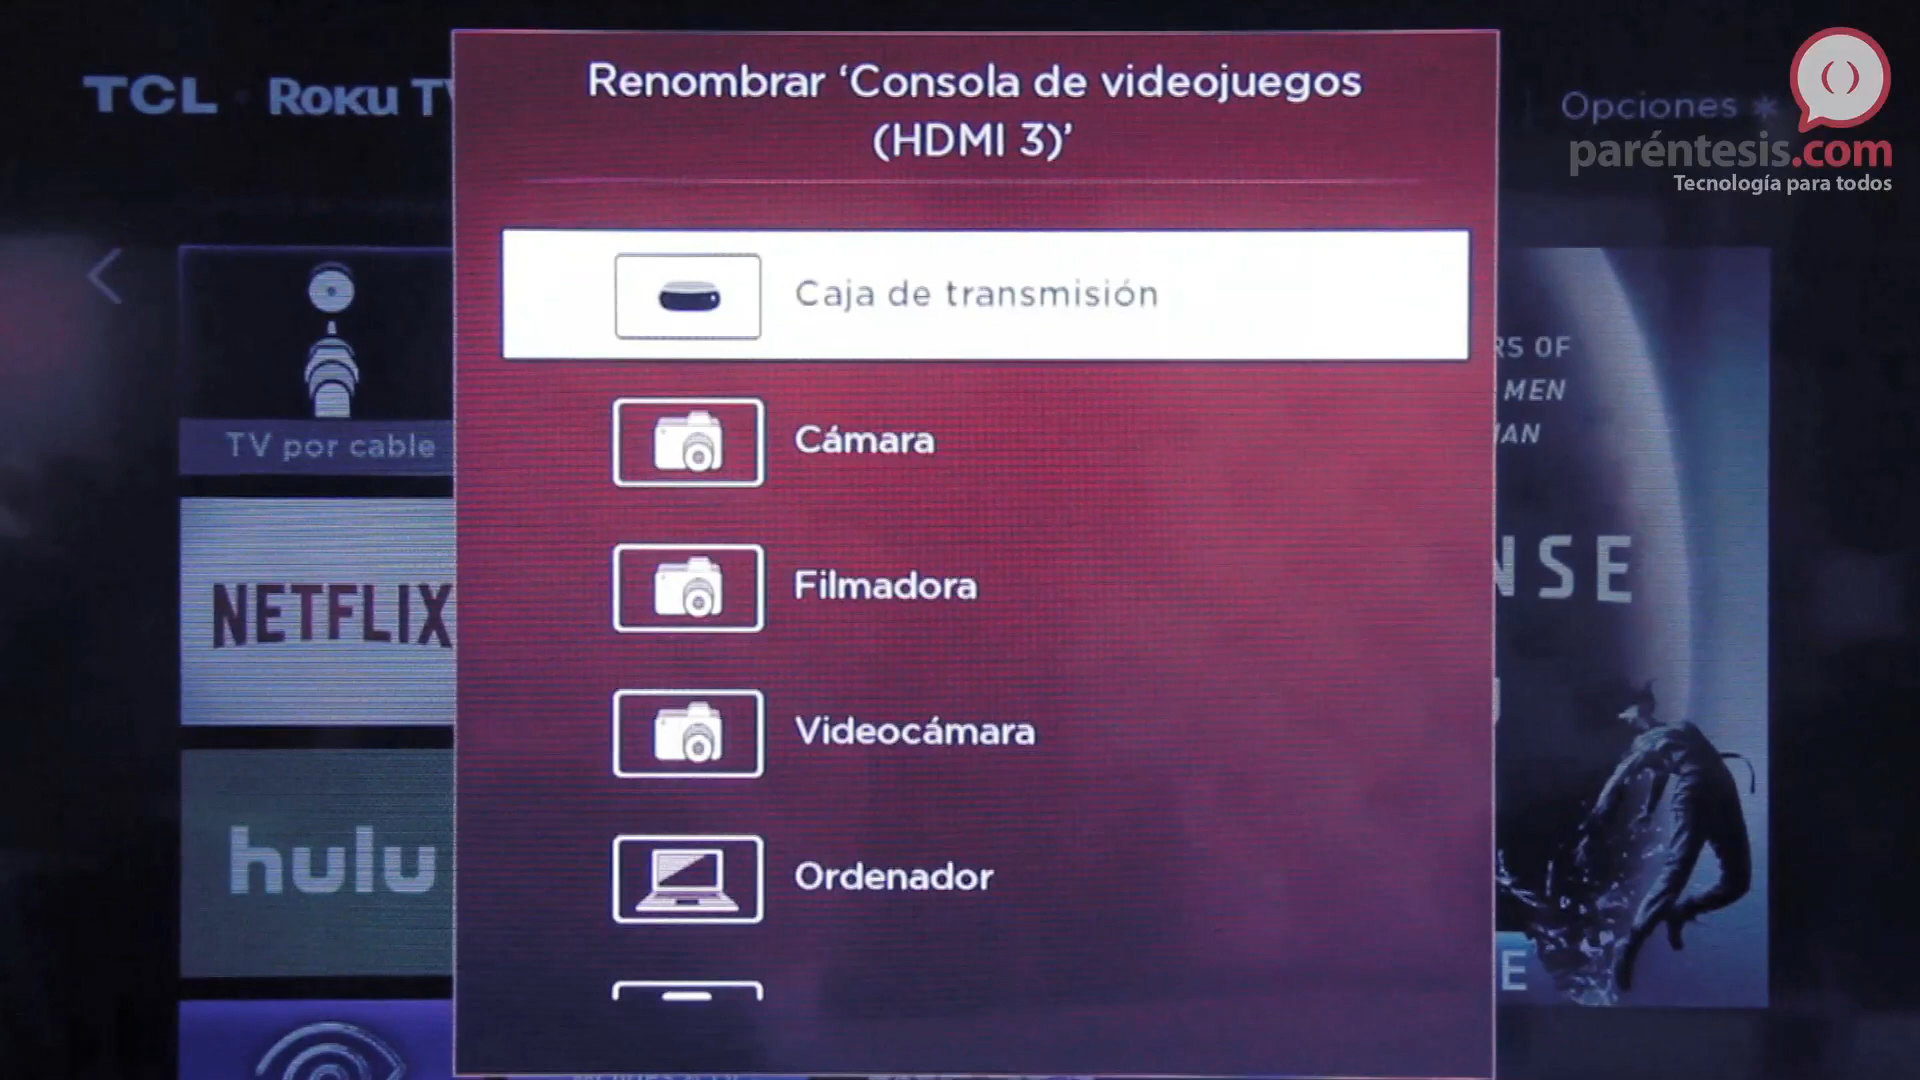 TCL · Roku TV
Renombrar ‘Consola de videojuegos
(HDMI 3)’
Opciones ✱
paréntesis.com
Tecnología para todos
Caja de transmisión
TV por cable
Cámara
RS OF
MEN
Filmadora
NETFLIX
NSE
Videocámara
hulu
Ordenador
E